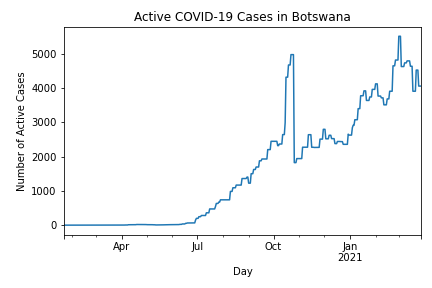 Active COVID-19 Cases in Botswana
Number of Active Cases
5000
4000
3000
2000
1000
0
Apr
Jul
Oct
Jan
2021
Day